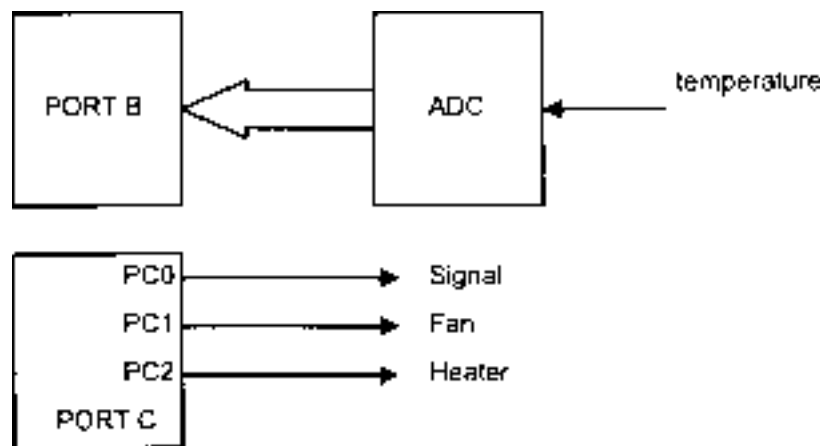 temperature
PORT B
ADC
PC0
Signal
PC1
Fan
PC2
Heater
PORT C